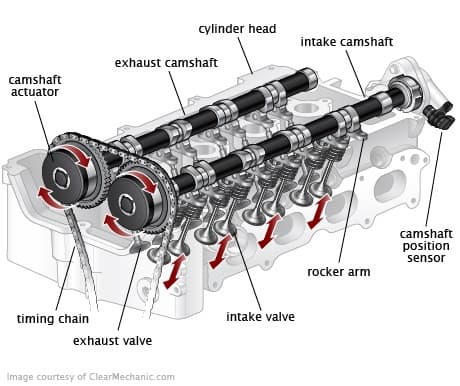 cylinder head
intake camshaft
exhaust camshaft
camshaft
actuator
camshaft
position
sensor
rocker arm
intake valve
timing chain
exhaust valve
Image courtesy of ClearMechanic.com